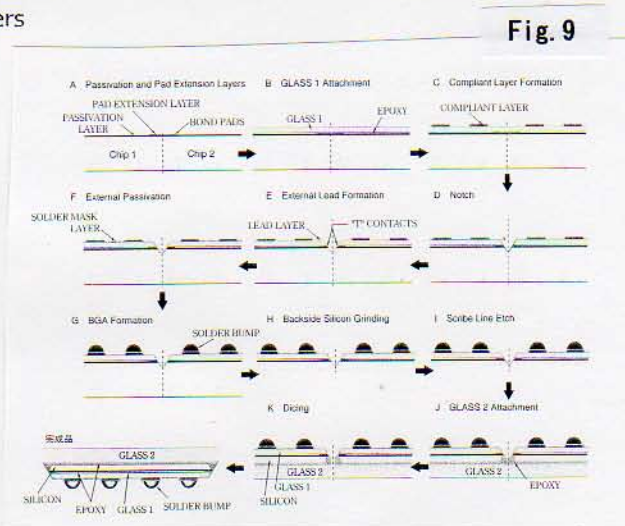 ers
Fig. 9
A Passivation and Pad Extension Layers
PAD EXTENSION LAYER
PASSIVATION LAYER
BOND PADS
Chip 1
Chip 2
B GLASS 1 Attachment
GLASS 1
EPOXY
C Compliant Layer Formation
COMPLIANT LAYER
F External Passivation
SOLDER MASK LAYER
E External Lead Formation
LEAD LAYER
"T" CONTACTS
D Notch
G BGA Formation
SOLDER BUMP
H Backside Silicon Grinding
I Scribe Line Etch
K Dicing
GLASS 2
GLASS 1
SILICON
J GLASS 2 Attachment
GLASS 2
EPOXY
完成品
GLASS 2
SILICON
EPOXY
GLASS 1
SOLDER BUMP